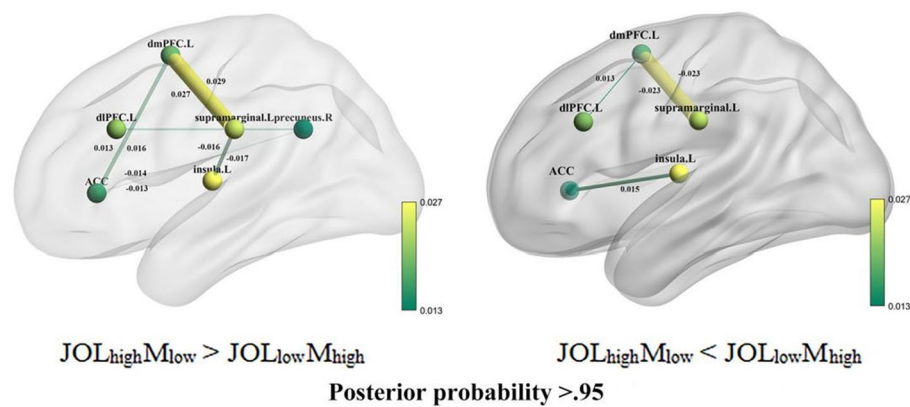 dmPFC.L
0.029
0.027
dlPFC.L
supramarginal.L
precuneus.R
0.013
0.016
-0.016
-0.017
insula.L
-0.014
-0.013
ACC
0.027
0.013
JOLhighMlow > JOLlowMhigh
dmPFC.L
0.013
-0.023
-0.023
dlPFC.L
supramarginal.L
insula.L
ACC
0.015
0.027
0.013
JOLhighMlow < JOLlowMhigh
Posterior probability >.95